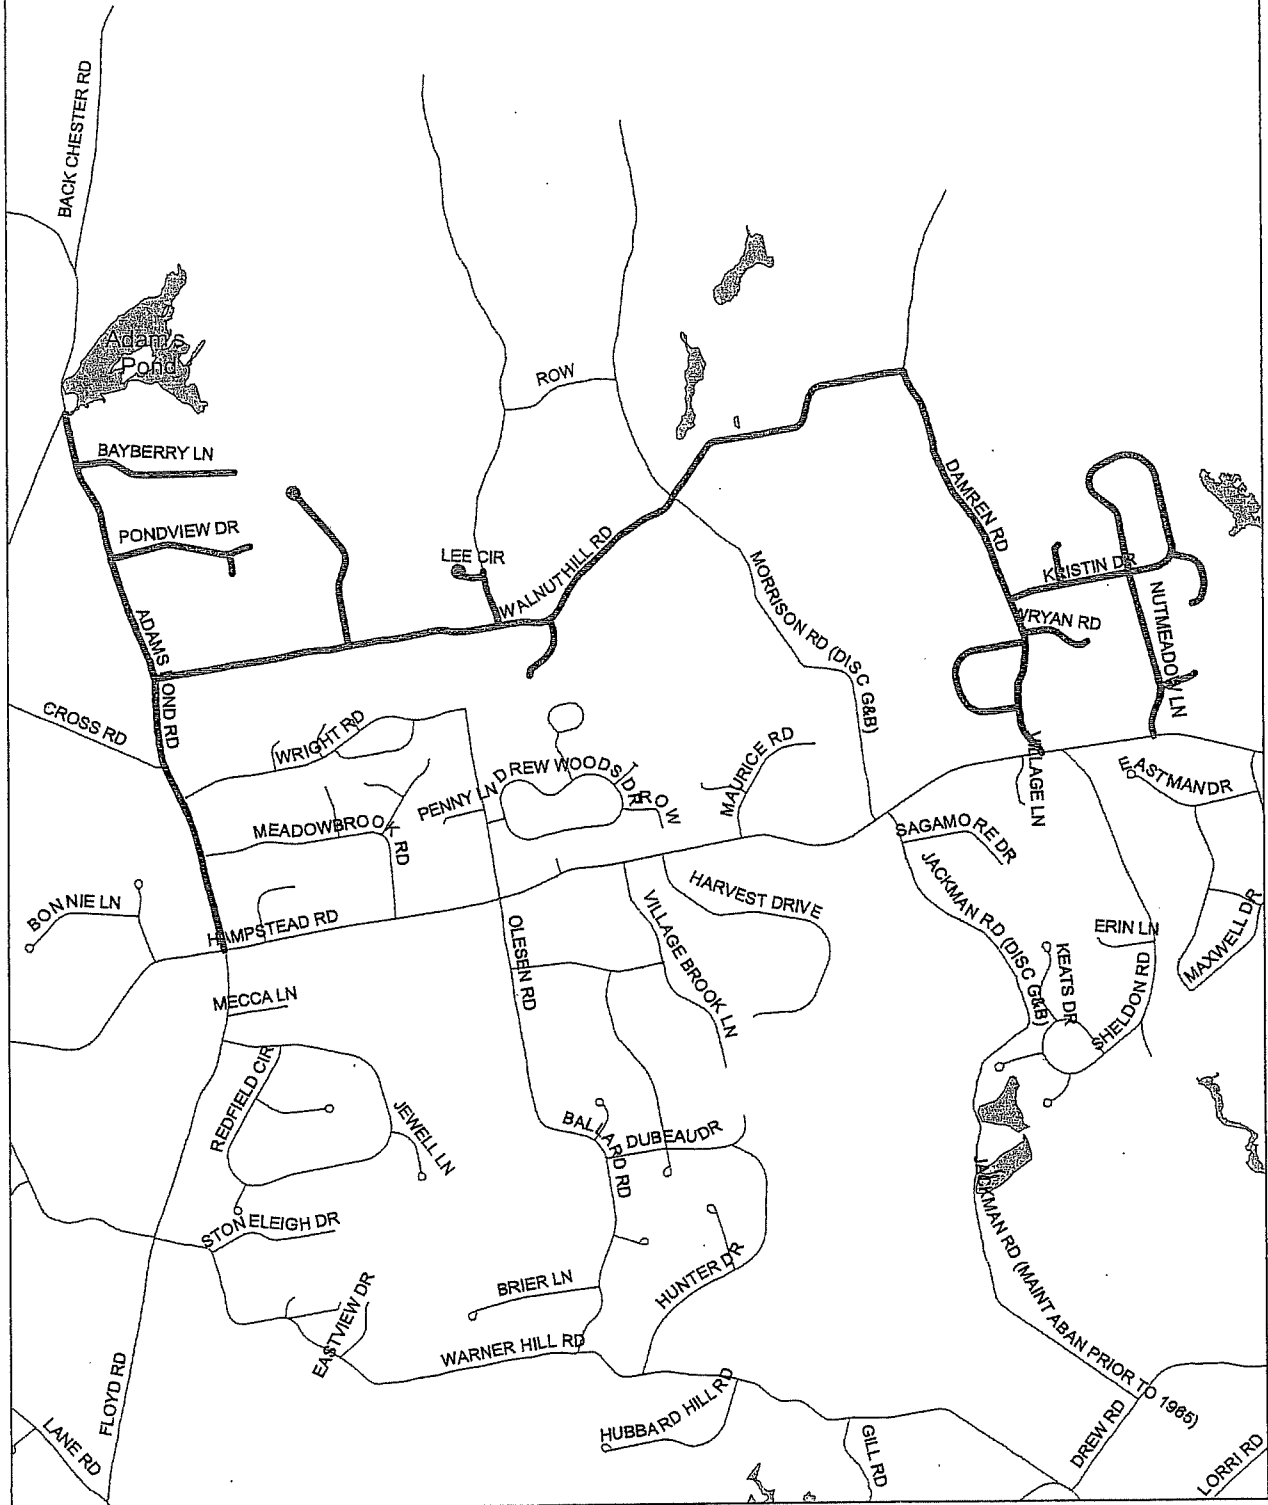 BACK CHESTER RD
Adam's
Pond
ROW
BAYBERRY LN
PONDVIEW DR
LEE CIR
WALNUT HILL RD
DAMREN RD
KRISTIN DR
WRYAN RD
NUTMEADOW LN
MORRISON RD (DISC G&B)
ADAMS POND RD
CROSS RD
WRIGHT RD
MEADOWBROOK RD
PENNY LN
DREW WOODS DR
ROW
MAURICE RD
VILLAGE LN
EASTMAN DR
SAGAMORE DR
JACKMAN RD (DISC G&B)
BONNIE LN
HAMPSTEAD RD
OLESEN RD
VILLAGE BROOK LN
HARVEST DRIVE
ERIN LN
MAXWELL DR
KEATS DR
SHELDON RD
MECCA LN
REDFIELD CIR
JEWELL LN
BALLARD RD
DUBEAU DR
STONELEIGH DR
BRIER LN
HUNTER DR
EASTVIEW DR
WARNER HILL RD
JACKMAN RD (MAINT ABAN PRIOR TO 1965)
FLOYD RD
LANE RD
HUBBARD HILL RD
GILL RD
DREW RD
LORRI RD